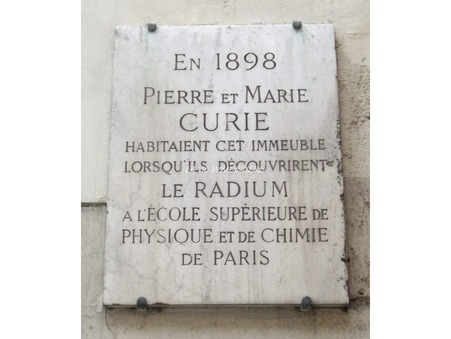 En 1898
Pierre et Marie
CURIE
HABITAIENT CET IMMEUBLE
LORSQU'ILS DÉCOUVRIRENT
LE RADIUM
A L'ÉCOLE SUPÉRIEURE DE
PHYSIQUE ET DE CHIMIE
DE PARIS